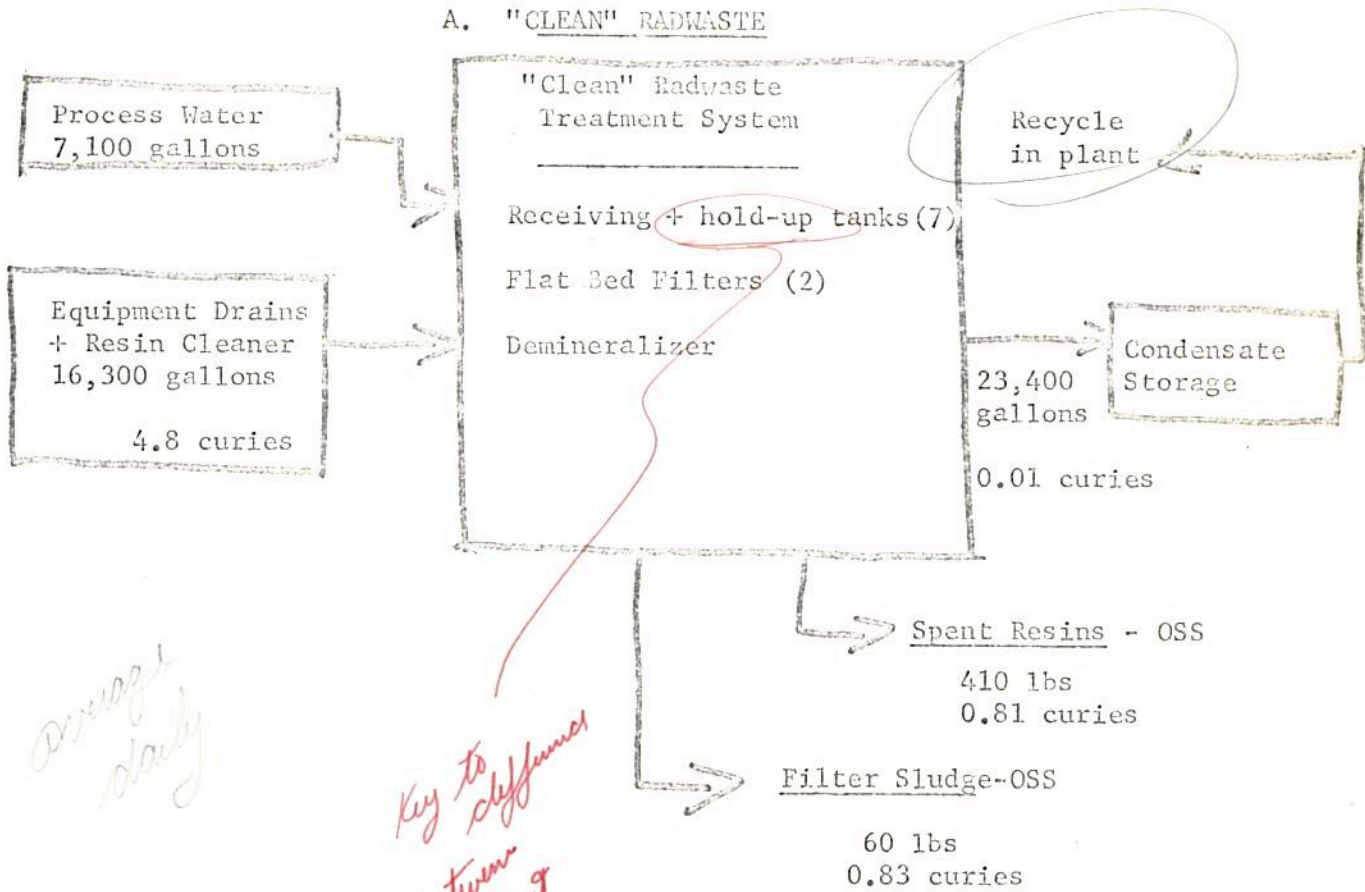 A. "CLEAN" RADWASTE
Process Water
7,100 gallons
Equipment Drains
+ Resin Cleaner
16,300 gallons
4.8 curies
"Clean" Radwaste
Treatment System
Receiving + hold-up tanks(7)
Flat Bed Filters (2)
Demineralizer
Recycle
in plant
Condensate
Storage
23,400
gallons
0.01 curies
Spent Resins - OSS
410 lbs
0.81 curies
Filter Sludge-OSS
60 lbs
0.83 curies
average
daily
Key to